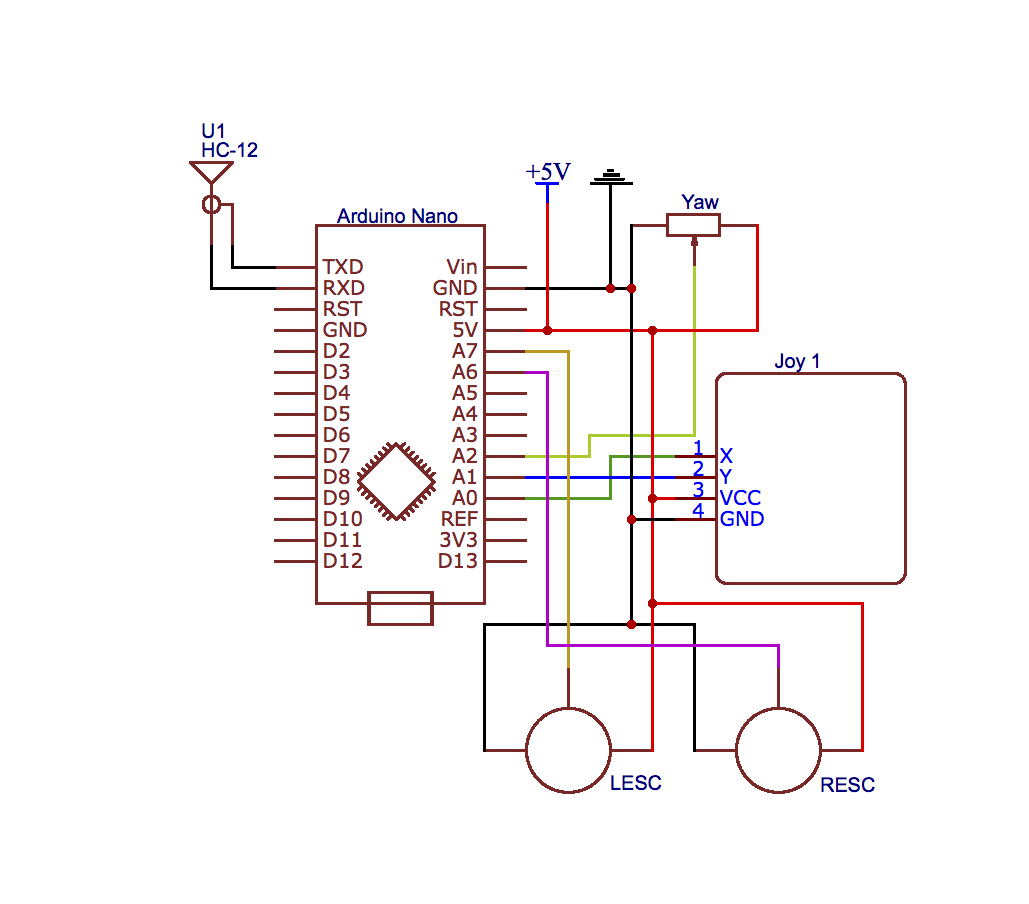 U1
HC-12
+5V
Yaw
Arduino Nano
TXD
RXD
RST
GND
D2
D3
D4
D5
D6
D7
D8
D9
D10
D11
D12
Vin
GND
RST
5V
A7
A6
A5
A4
A3
A2
A1
A0
REF
3V3
D13
Joy 1
1 X
2 Y
3 VCC
4 GND
LESC
RESC